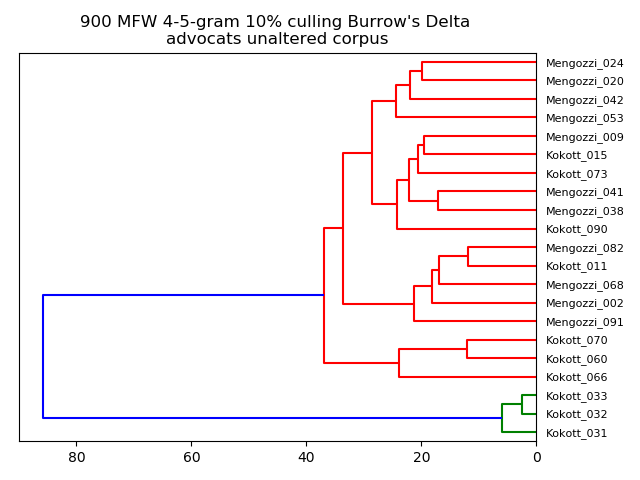 900 MFW 4-5-gram 10% culling Burrow's Delta
advocats unaltered corpus
Mengozzi_024
Mengozzi_020
Mengozzi_042
Mengozzi_053
Mengozzi_009
Kokott_015
Kokott_073
Mengozzi_041
Mengozzi_038
Kokott_090
Mengozzi_082
Kokott_011
Mengozzi_068
Mengozzi_002
Mengozzi_091
Kokott_070
Kokott_060
Kokott_066
Kokott_033
Kokott_032
Kokott_031
80 60 40 20 0